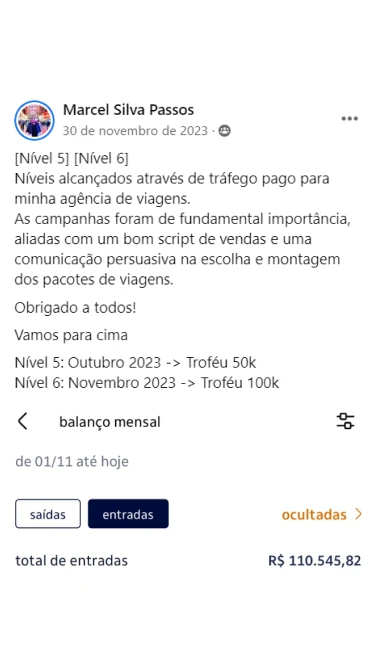 Marcel Silva Passos
30 de novembro de 2023 ·
[Nível 5] [Nível 6]
Níveis alcançados através de tráfego pago para
minha agência de viagens.
As campanhas foram de fundamental importância,
aliadas com um bom script de vendas e uma
comunicação persuasiva na escolha e montagem
dos pacotes de viagens.
Obrigado a todos!
Vamos para cima
Nível 5: Outubro 2023 -> Troféu 50k
Nível 6: Novembro 2023 -> Troféu 100k
balanço mensal
de 01/11 até hoje
saídas entradas ocultadas
total de entradas R$ 110.545,82